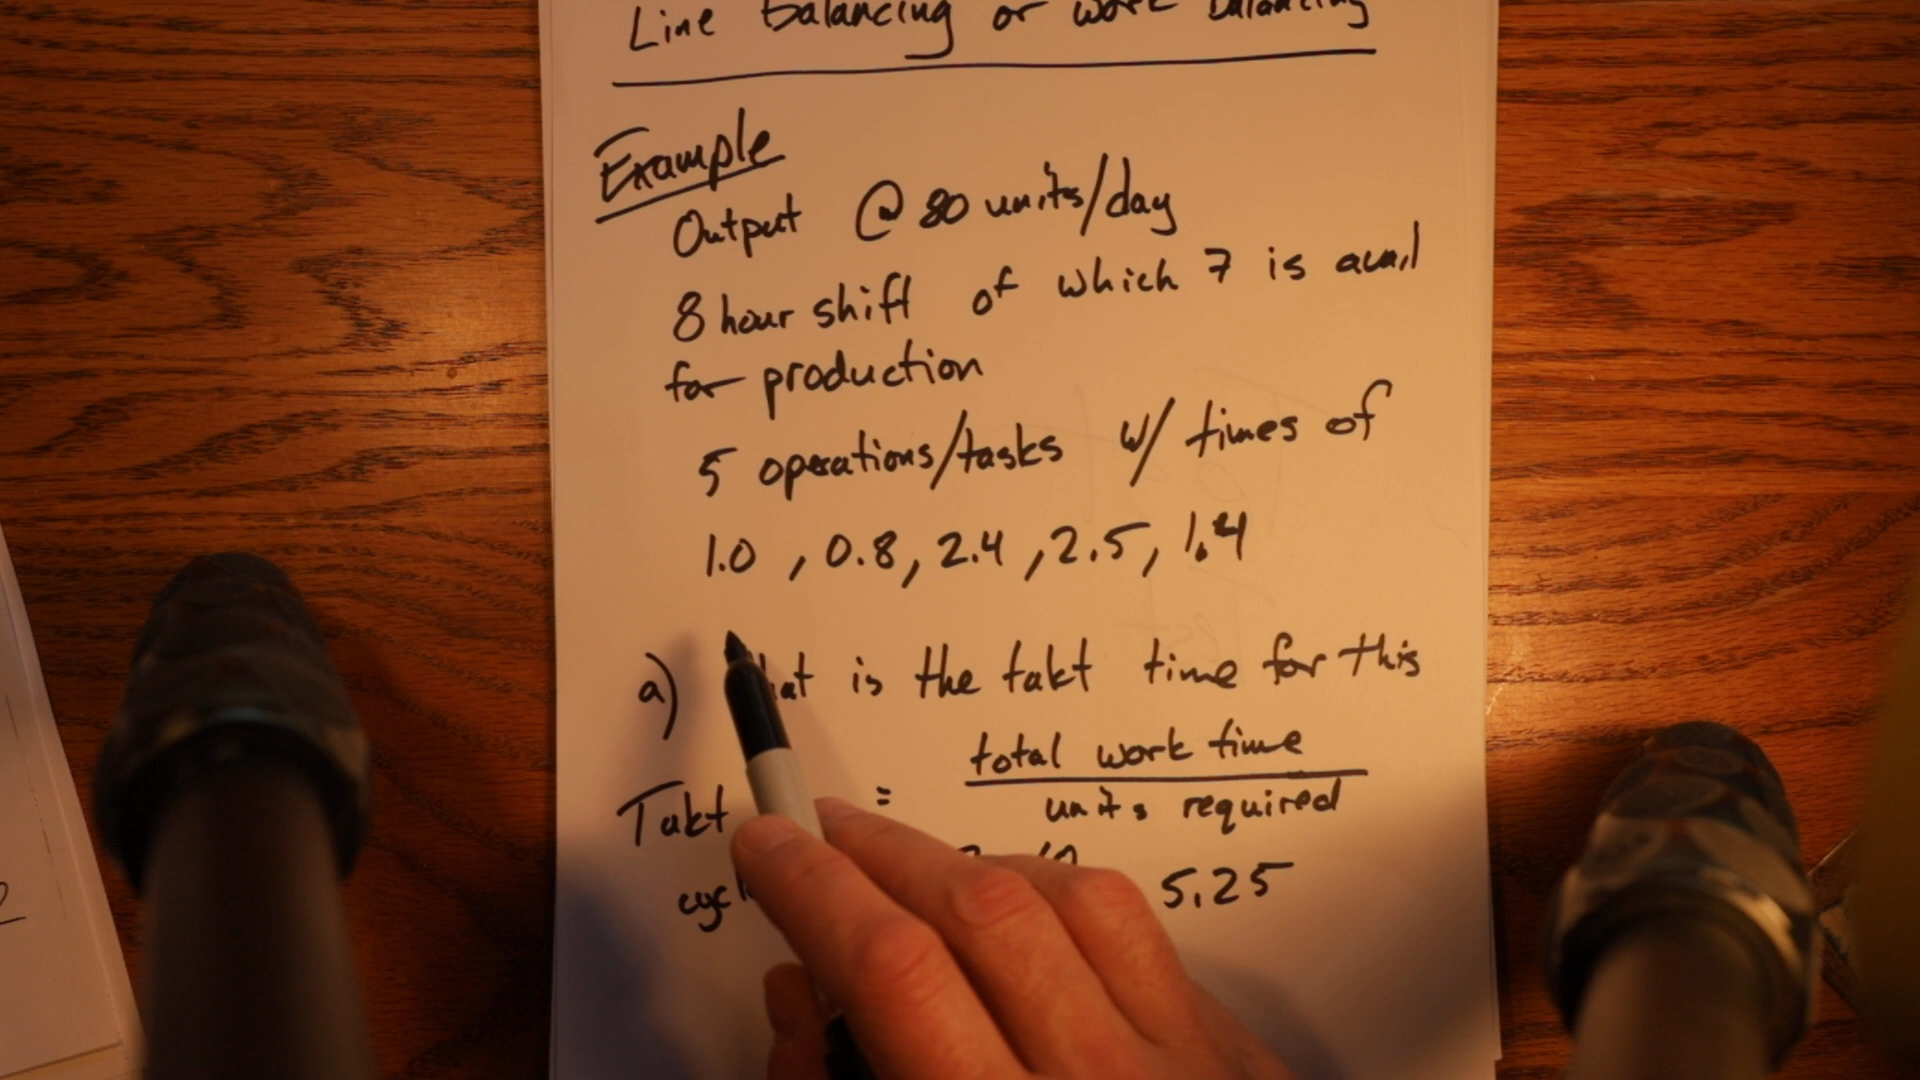 Line balancing or work balancing
Example
Output @ 80 units/day
8 hour shift of which 7 is avail
for production
5 operations/tasks w/ times of
1.0 , 0.8, 2.4 , 2.5, 1.4
a) is the takt time for this
total work time
Takt =
units required
5.25
2